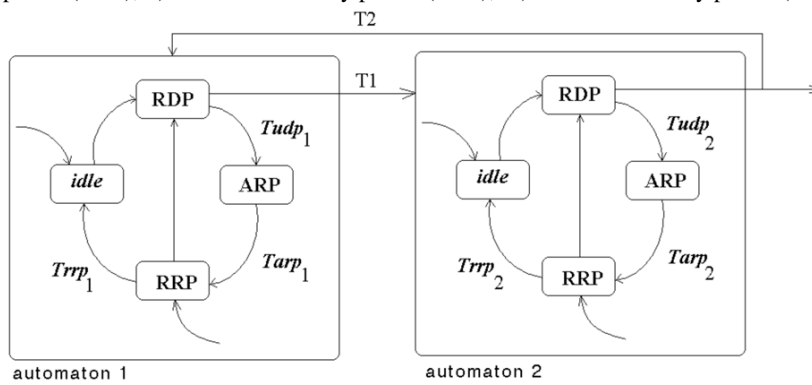 T2
T1
RDP
Tudp1
idle
ARP
Trrp1
Tarp1
RRP
automaton 1
RDP
Tudp2
idle
ARP
Trrp2
Tarp2
RRP
automaton 2